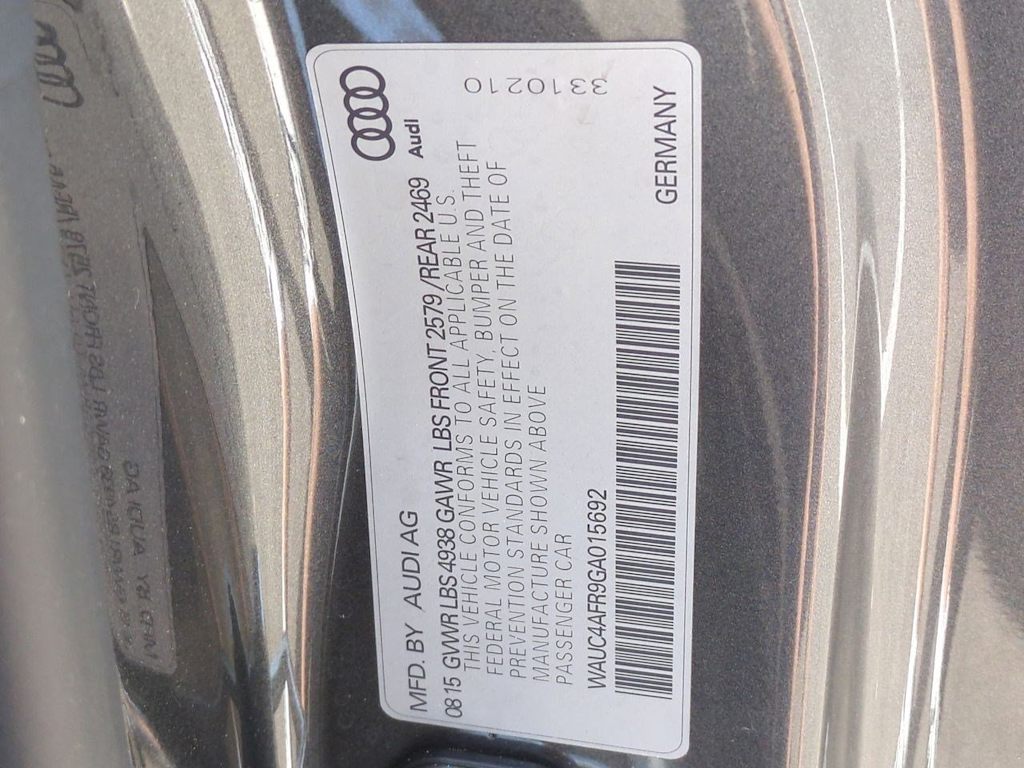 MFD. BY AUDI AG
Audi
08 15 GVWR LBS 4938 GAWR LBS FRONT 2579 /REAR 2469
THIS VEHICLE CONFORMS TO ALL APPLICABLE U.S.
FEDERAL MOTOR VEHICLE SAFETY, BUMPER AND THEFT
PREVENTION STANDARDS IN EFFECT ON THE DATE OF
MANUFACTURE SHOWN ABOVE
PASSENGER CAR
3310210
WAUC4AFR9GA015692
GERMANY